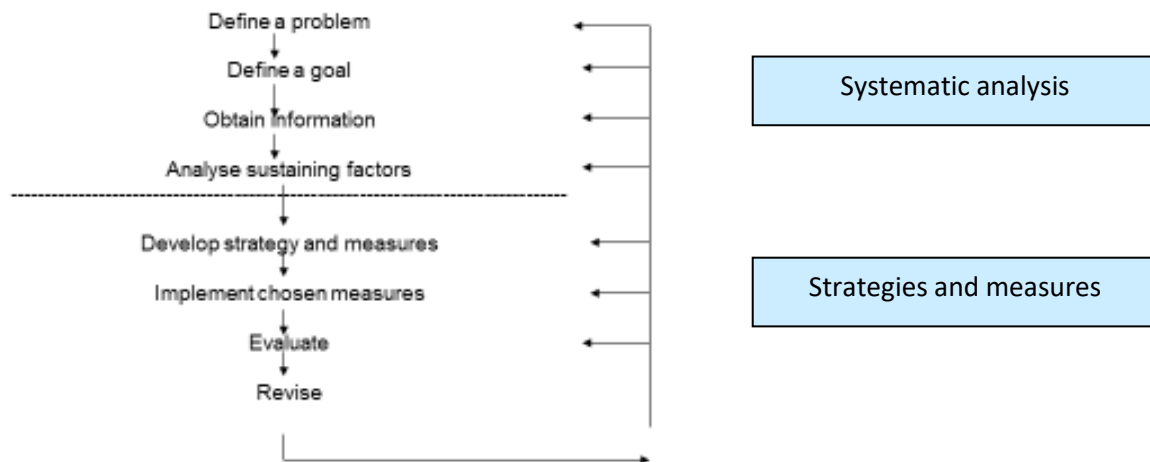 Define a problem
Define a goal
Systematic analysis
Obtain information
Analyse sustaining factors
Develop strategy and measures
Implement chosen measures
Strategies and measures
Evaluate
Revise